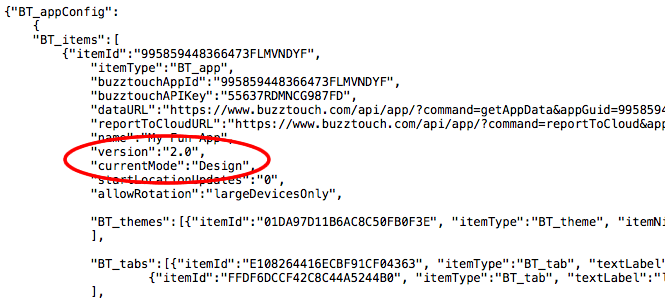 {"BT_appConfig":
{
"BT_items":[
{"itemId":"995859448366473FLMVNDYF",
"itemType":"BT_app",
"buzztouchAppId":"995859448366473FLMVNDYF",
"buzztouchAPIKey":"55637RDMNCG987FD",
"dataURL":"https://www.buzztouch.com/api/app/?command=getAppData&appGuid=9958594
"reportToCloudURL":"https://www.buzztouch.com/api/app/?command=reportToCloud&app
"name":"My Fun App",
"version":"2.0",
"currentMode":"Design",
"startLocationUpdates":"0",
"allowRotation":"largeDevicesOnly",
"BT_themes":[{"itemId":"01DA97D11B6AC8C50FB0F3E", "itemType":"BT_theme", "itemNi
],
"BT_tabs":[{"itemId":"E108264416ECBF91CF04363", "itemType":"BT_tab", "textLabel"
{"itemId":"FFDF6DCCF42C8C44A5244B0", "itemType":"BT_tab", "textLabel":"l
],